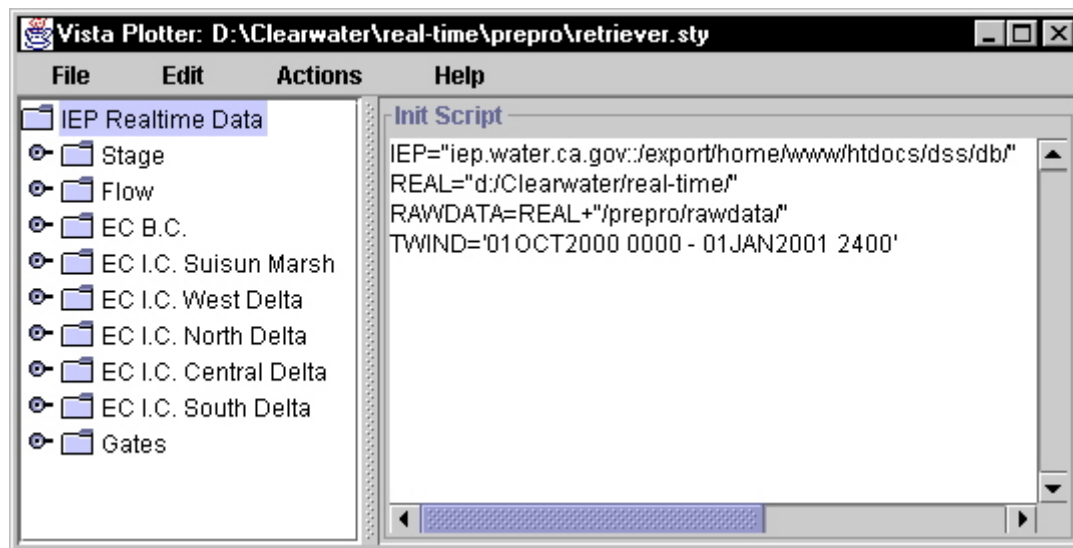 Vista Plotter: D:\Clearwater\real-time\prepro\retriever.sty
File Edit Actions Help
IEP Realtime Data
Stage
Flow
EC B.C.
EC I.C. Suisun Marsh
EC I.C. West Delta
EC I.C. North Delta
EC I.C. Central Delta
EC I.C. South Delta
Gates
Init Script
IEP="iep.water.ca.gov::/export/home/www/htdocs/dss/db/"
REAL="d:/Clearwater/real-time/"
RAWDATA=REAL+"/prepro/rawdata/"
TWIND='01OCT2000 0000 - 01JAN2001 2400'